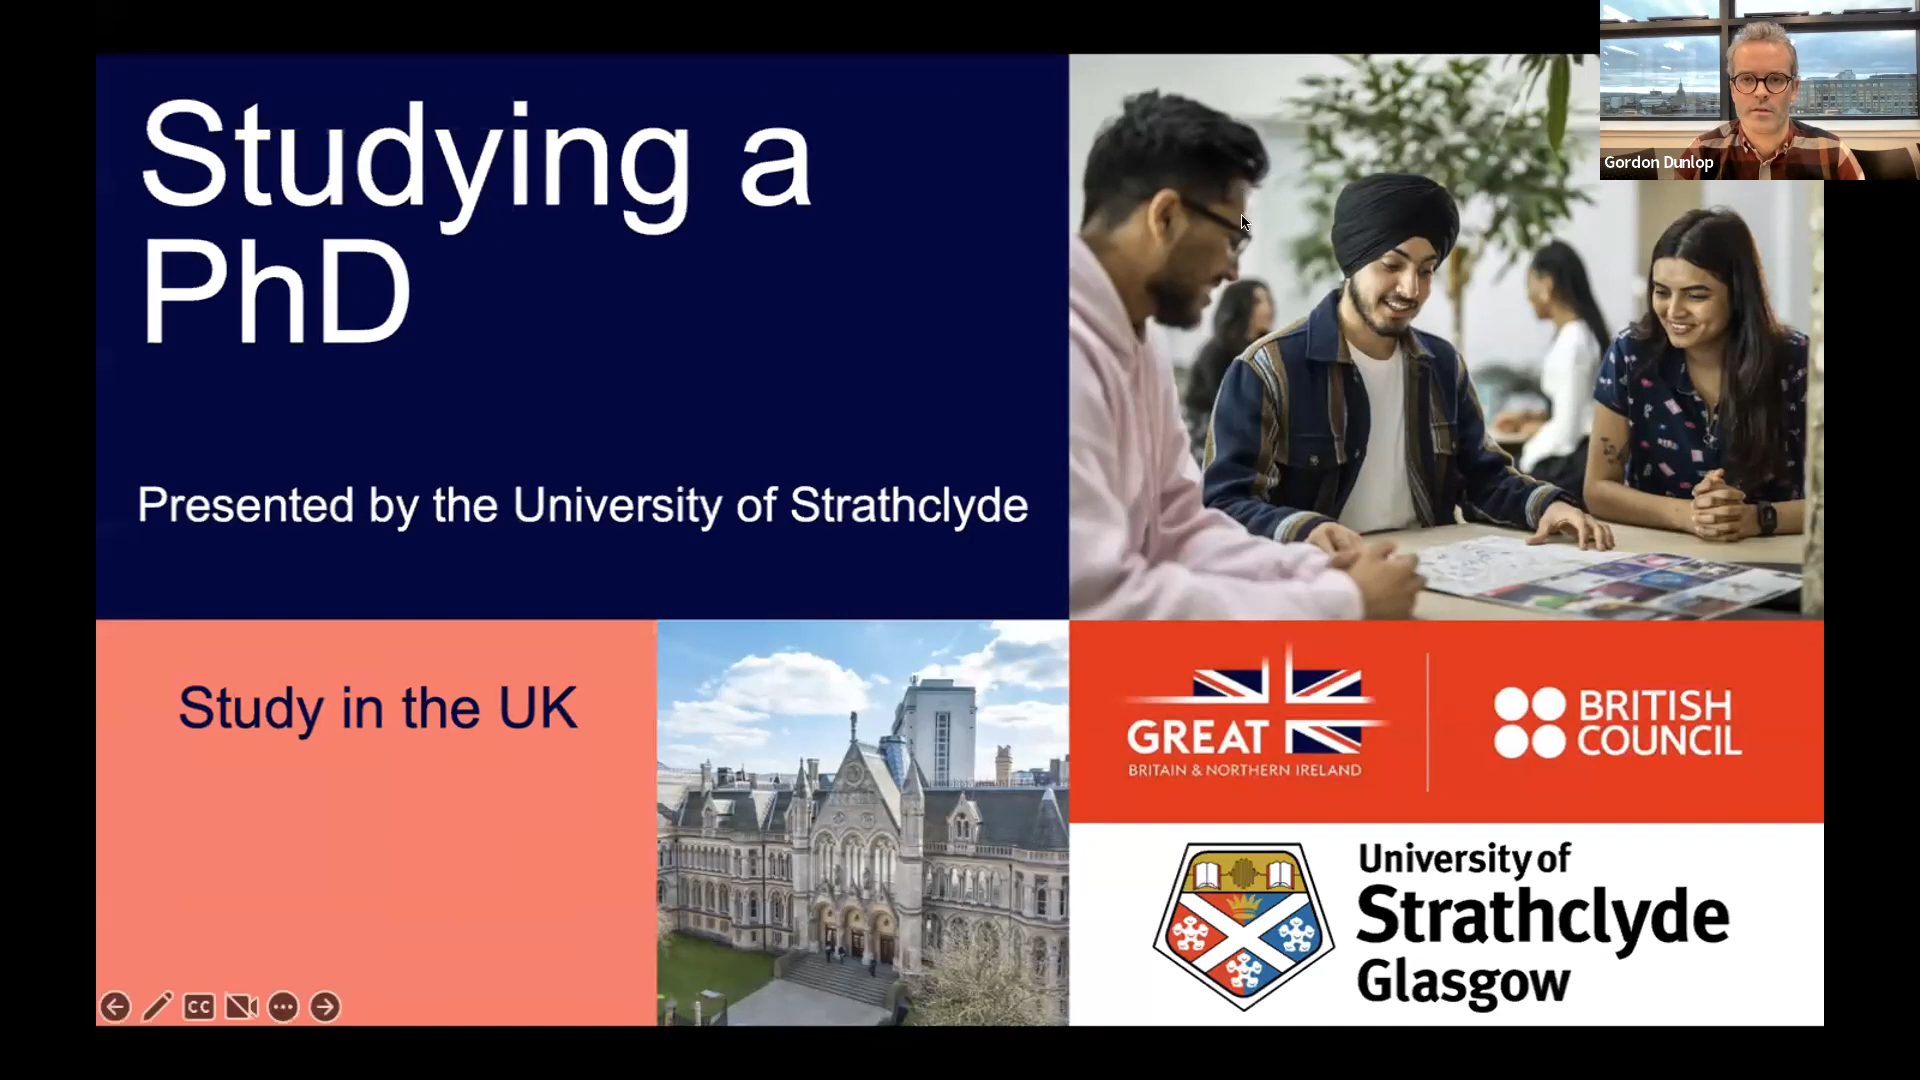 Studying a
PhD
Presented by the University of Strathclyde
Gordon Dunlop
Study in the UK
GREAT
BRITAIN & NORTHERN IRELAND
BRITISH
COUNCIL
University of
Strathclyde
Glasgow
CC